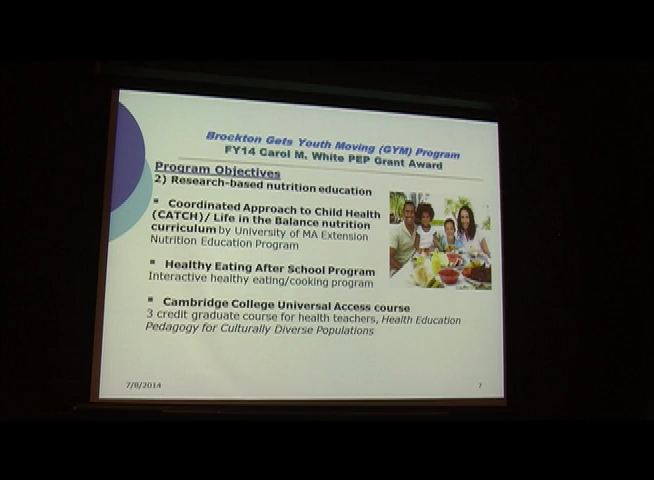 Brockton Gets Youth Moving (GYM) Program
FY14 Carol M. White PEP Grant Award
Program Objectives
2) Research-based nutrition education
▪ Coordinated Approach to Child Health
(CATCH)/ Life in the Balance nutrition
curriculum by University of MA Extension
Nutrition Education Program
▪ Healthy Eating After School Program
Interactive healthy eating/cooking program
▪ Cambridge College Universal Access course
3 credit graduate course for health teachers, Health Education
Pedagogy for Culturally Diverse Populations
7/8/2014
7